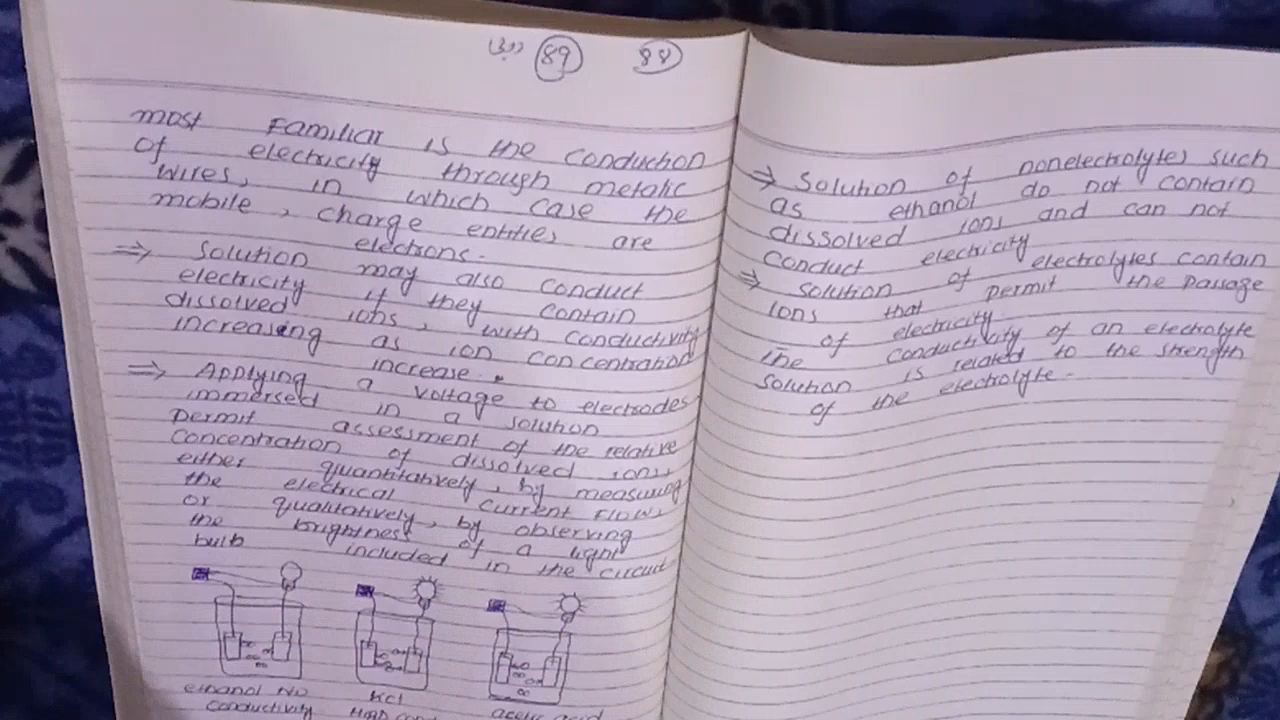 89 88
most Familiar is the conduction
of electricity through metalic
wires, in which case the
mobile, charge entities are
electrons.
⇒ Solution may also conduct
electricity if they contain
dissolved ions, with conductivity
increasing as ion concentration
increase.
⇒ Applying a voltage to electrodes
immersed in a solution
permit assessment of the relative
concentration of dissolved ions,
either quantitatively, by measuring
the electrical current flow,
or qualitatively, by observing
the brightness of a light
bulb included in the circuit
ethanol No
conductivity
KCl
acetic acid
⇒ Solution of nonelectrolytes such
as ethanol do not contain
dissolved ions and can not
conduct electricity
⇒ Solution of electrolytes contain
ions that permit the passage
of electricity.
The conductivity of an electrolyte
solution is related to the strength
of the electrolyte.